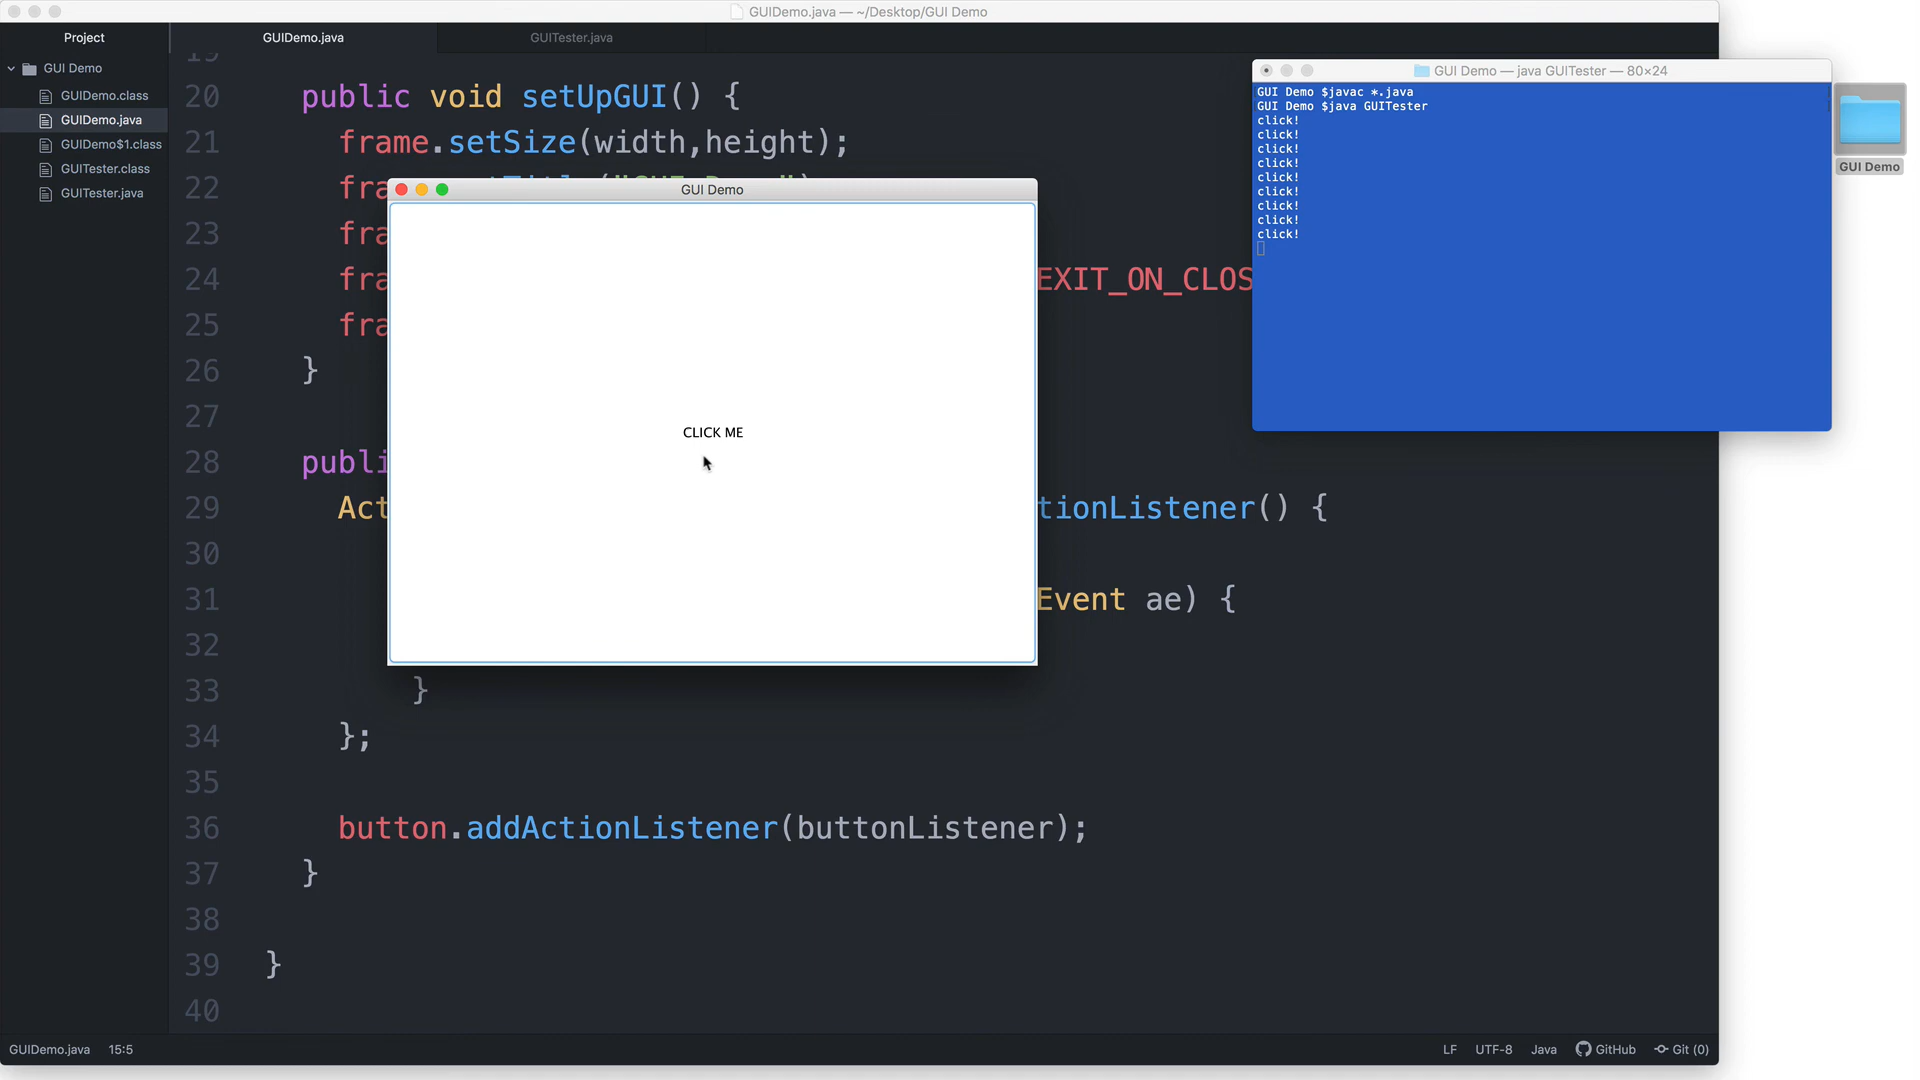 GUIDemo.java — ~/Desktop/GUI Demo
Project
GUIDemo.java
GUITester.java
GUI Demo
GUIDemo.class
GUIDemo.java
GUIDemo$1.class
GUITester.class
GUITester.java
20 public void setUpGUI() {
21 frame.setSize(width,height);
22 fra
23 fra
24 fra EXIT_ON_CLOS
25 fra
26 }
27
28 publi
29 Act tionListener() {
30
31 Event ae) {
32
33 }
34 };
35
36 button.addActionListener(buttonListener);
37 }
38
39 }
40
GUI Demo
CLICK ME
GUI Demo — java GUITester — 80×24
GUI Demo $javac *.java
GUI Demo $java GUITester
click!
click!
click!
click!
click!
click!
click!
click!
click!
GUI Demo
GUIDemo.java 15:5
LF UTF-8 Java GitHub Git (0)